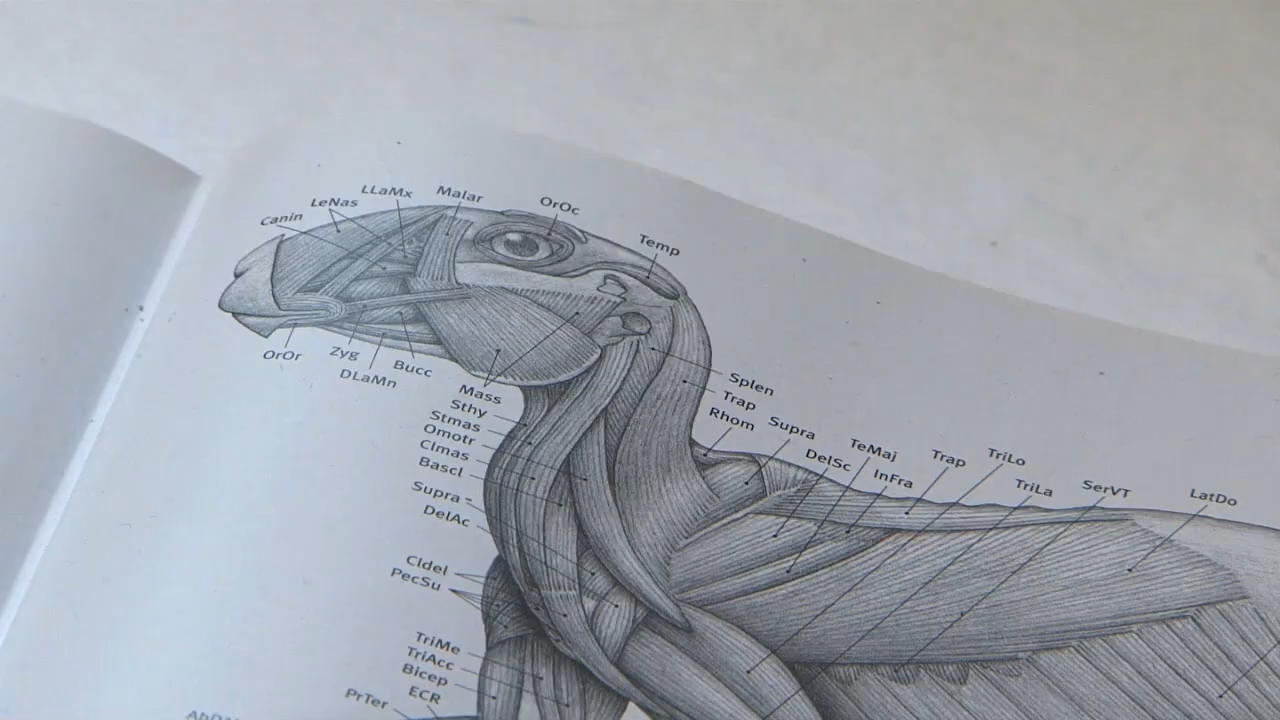 LLaMx
Malar
OrOc
LeNas
Canin
Temp
OrOr
Zyg
DLaMn
Bucc
Mass
Splen
Trap
Rhom
Supra
Sthy
Stmas
Omotr
Clmas
Bascl
Supra
DelAc
TeMaj
DelSc
InFra
Trap
TriLo
TriLa
SerVT
LatDo
Cldel
PecSu
TriMe
TriAcc
Bicep
ECR
PrTer